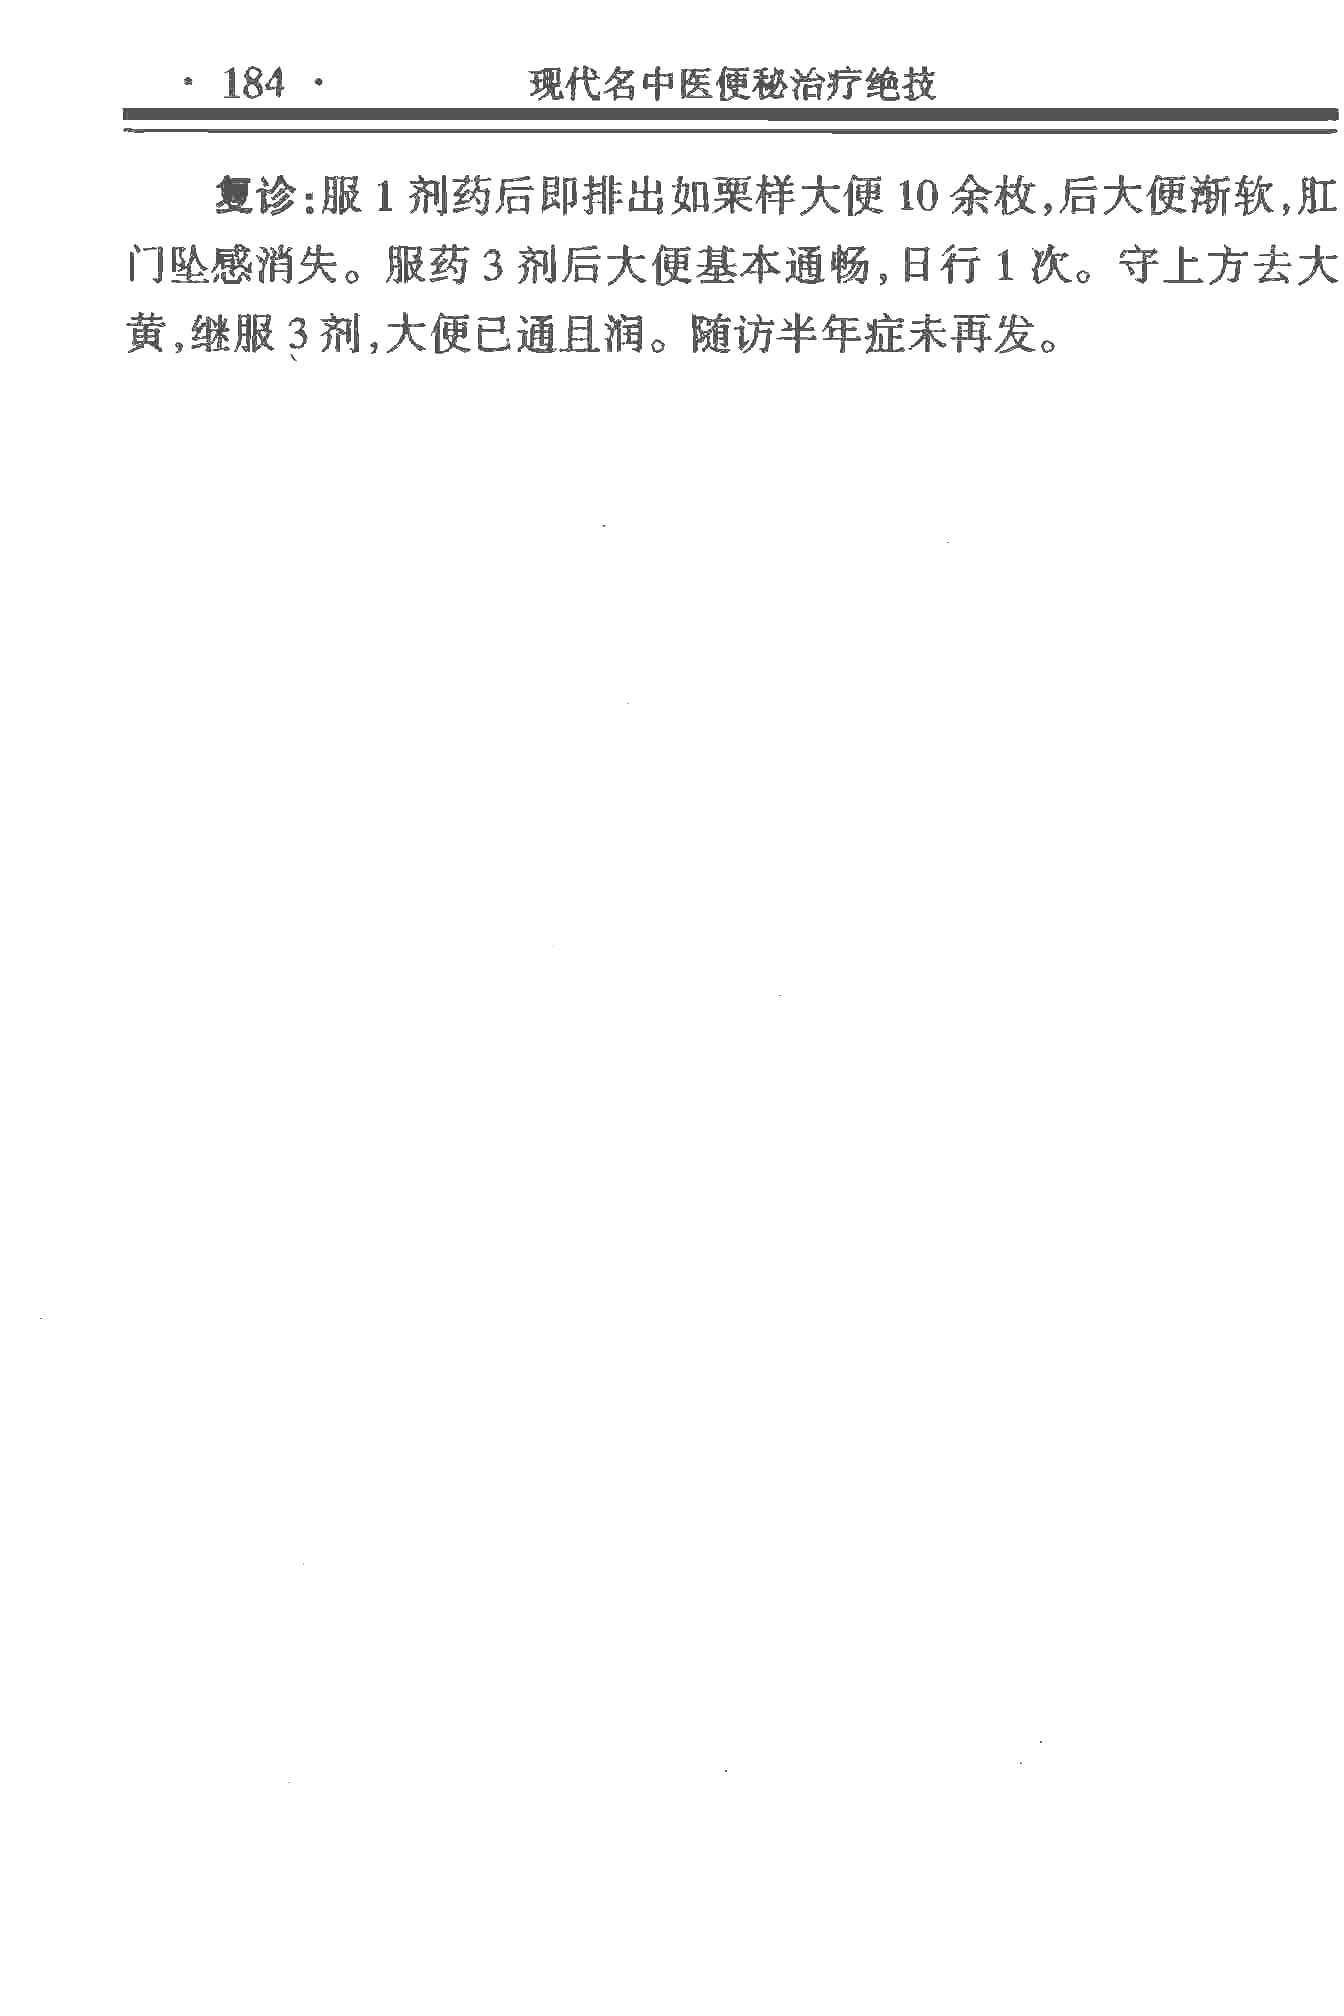 · 184 · 现代名中医便秘治疗绝技
复诊:服 1 剂药后即排出如栗样大便 10 余枚,后大便渐软,肛
门坠感消失。服药 3 剂后大便基本通畅,日行 1 次。守上方去大
黄,继服 3 剂,大便已通且润。随访半年症未再发。